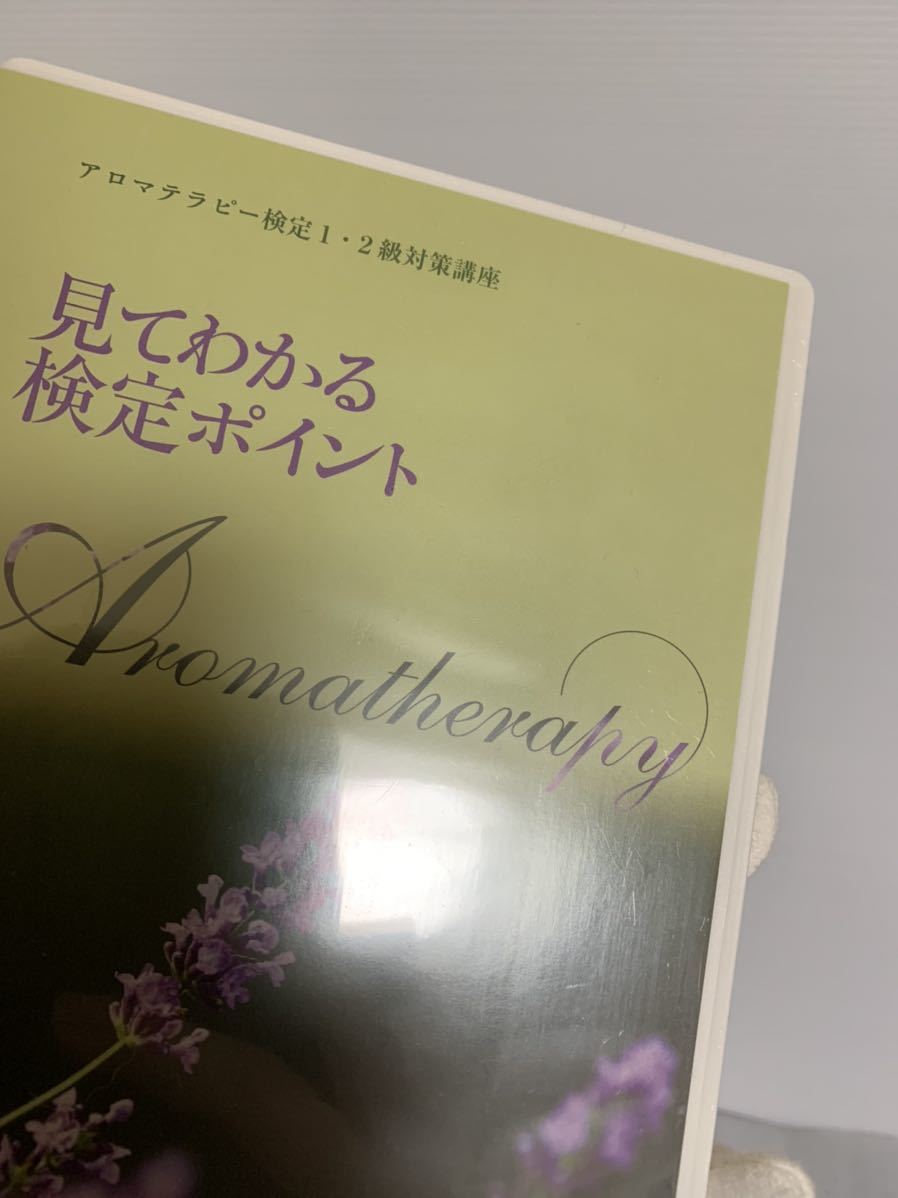 アロマテラピー検定1・2級対策講座
見てわかる
検定ポイント
Aromatherapy